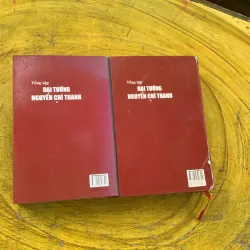 Tổng tập
ĐẠI TƯỚNG
NGUYỄN CHÍ THANH
Tổng tập
ĐẠI TƯỚNG
NGUYỄN CHÍ THANH